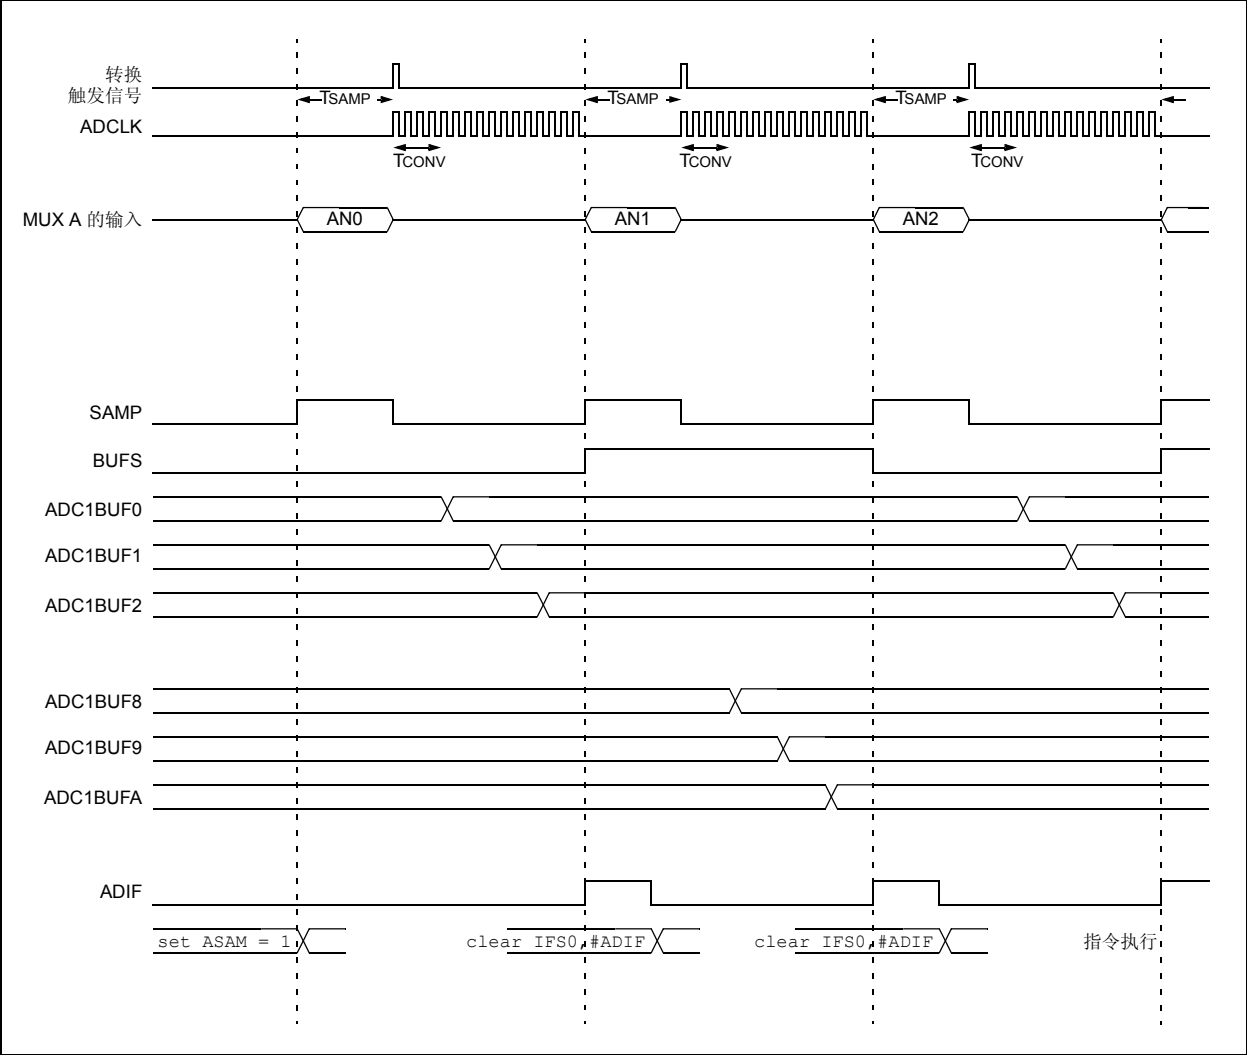 转换
触发信号
TSAMP TSAMP TSAMP
ADCLK
TCONV TCONV TCONV
MUX A 的输入 AN0 AN1 AN2
SAMP
BUFS
ADC1BUF0
ADC1BUF1
ADC1BUF2
ADC1BUF8
ADC1BUF9
ADC1BUFA
ADIF
set ASAM = 1 clear IFS0,#ADIF clear IFS0,#ADIF 指令执行